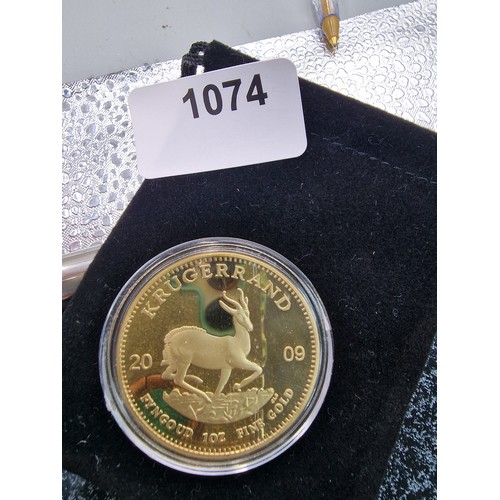 1074
KRUGERRAND
20 09
FYNGOUD 1OZ FINE GOLD